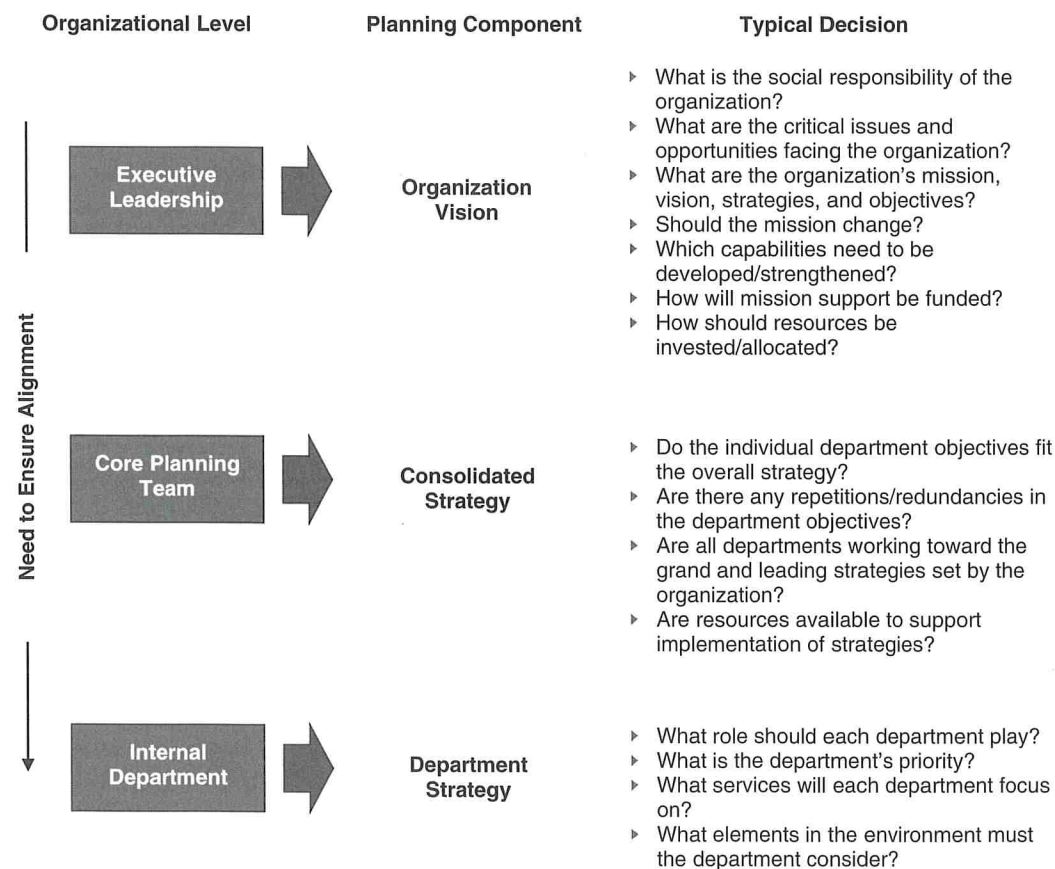 Organizational Level
Planning Component
Typical Decision
Need to Ensure Alignment
Executive
Leadership
Organization
Vision
▸ What is the social responsibility of the
organization?
▸ What are the critical issues and
opportunities facing the organization?
▸ What are the organization's mission,
vision, strategies, and objectives?
▸ Should the mission change?
▸ Which capabilities need to be
developed/strengthened?
▸ How will mission support be funded?
▸ How should resources be
invested/allocated?
Core Planning
Team
Consolidated
Strategy
▸ Do the individual department objectives fit
the overall strategy?
▸ Are there any repetitions/redundancies in
the department objectives?
▸ Are all departments working toward the
grand and leading strategies set by the
organization?
▸ Are resources available to support
implementation of strategies?
Internal
Department
Department
Strategy
▸ What role should each department play?
▸ What is the department's priority?
▸ What services will each department focus
on?
▸ What elements in the environment must
the department consider?